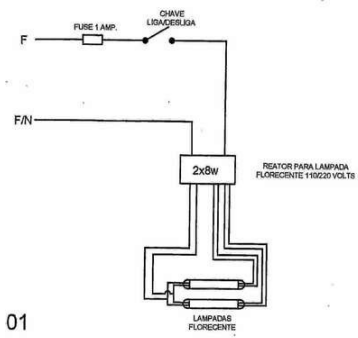 CHAVE
LIGA/DESLIGA
FUSE 1 AMP.
F
F/N
2x8w
REATOR PARA LAMPADA
FLORECENTE 110/220 VOLTS
LAMPADAS
FLORECENTE
01